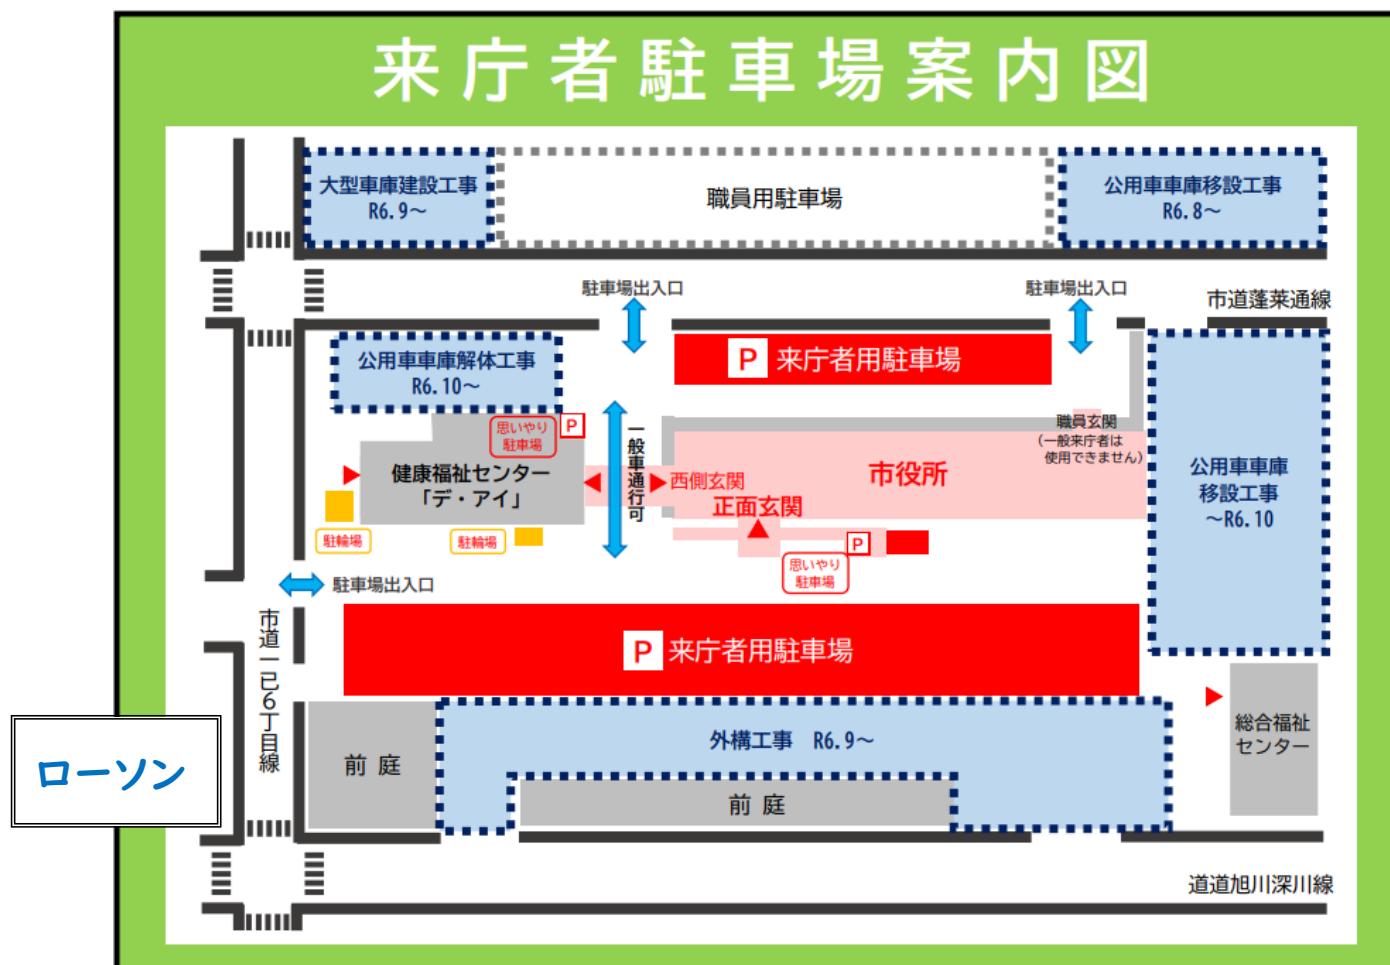 来庁者駐車場案内図
大型車庫建設工事
R6.9～
職員用駐車場
公用車車庫移設工事
R6.8～
駐車場出入口
駐車場出入口
市道蓬莱通線
公用車車庫解体工事
R6.10～
P 来庁者用駐車場
思いやり
駐車場
P
一般車通行可
職員玄関
（一般来庁者は
使用できません）
健康福祉センター
「デ・アイ」
西側玄関
市役所
正面玄関
公用車車庫
移設工事
～R6.10
駐輪場
駐輪場
P
思いやり
駐車場
駐車場出入口
市道一已6丁目線
P 来庁者用駐車場
ローソン
前庭
外構工事 R6.9～
前庭
総合福祉
センター
道道旭川深川線